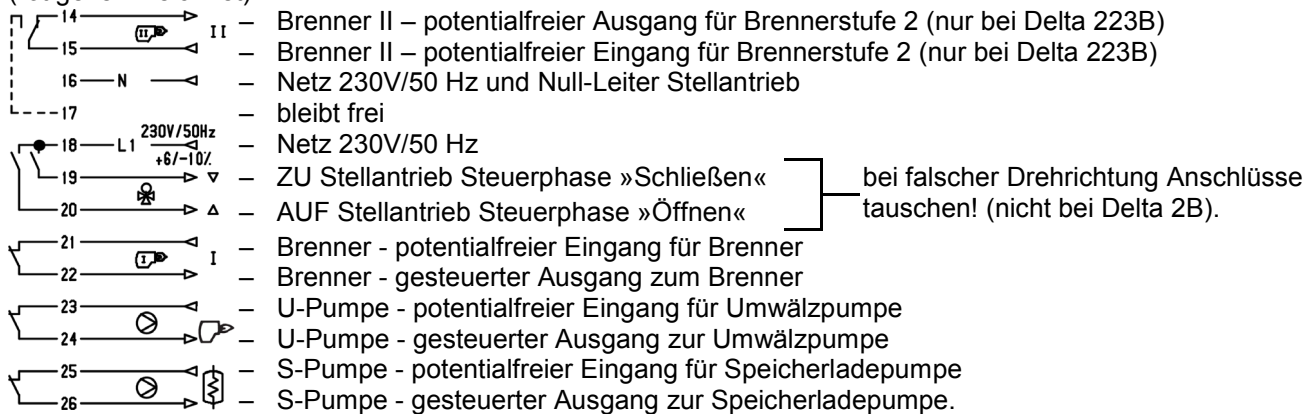 14 II – Brenner II – potentialfreier Ausgang für Brennerstufe 2 (nur bei Delta 223B)
15 – Brenner II – potentialfreier Eingang für Brennerstufe 2 (nur bei Delta 223B)
16 N – Netz 230V/50 Hz und Null-Leiter Stellantrieb
17 – bleibt frei
18 L1 230V/50Hz +6/-10% – Netz 230V/50 Hz
19 – ZU Stellantrieb Steuerphase »Schließen« bei falscher Drehrichtung Anschlüsse
20 – AUF Stellantrieb Steuerphase »Öffnen« tauschen! (nicht bei Delta 2B).
21 I – Brenner - potentialfreier Eingang für Brenner
22 – Brenner - gesteuerter Ausgang zum Brenner
23 – U-Pumpe - potentialfreier Eingang für Umwälzpumpe
24 – U-Pumpe - gesteuerter Ausgang zur Umwälzpumpe
25 – S-Pumpe - potentialfreier Eingang für Speicherladepumpe
26 – S-Pumpe - gesteuerter Ausgang zur Speicherladepumpe.